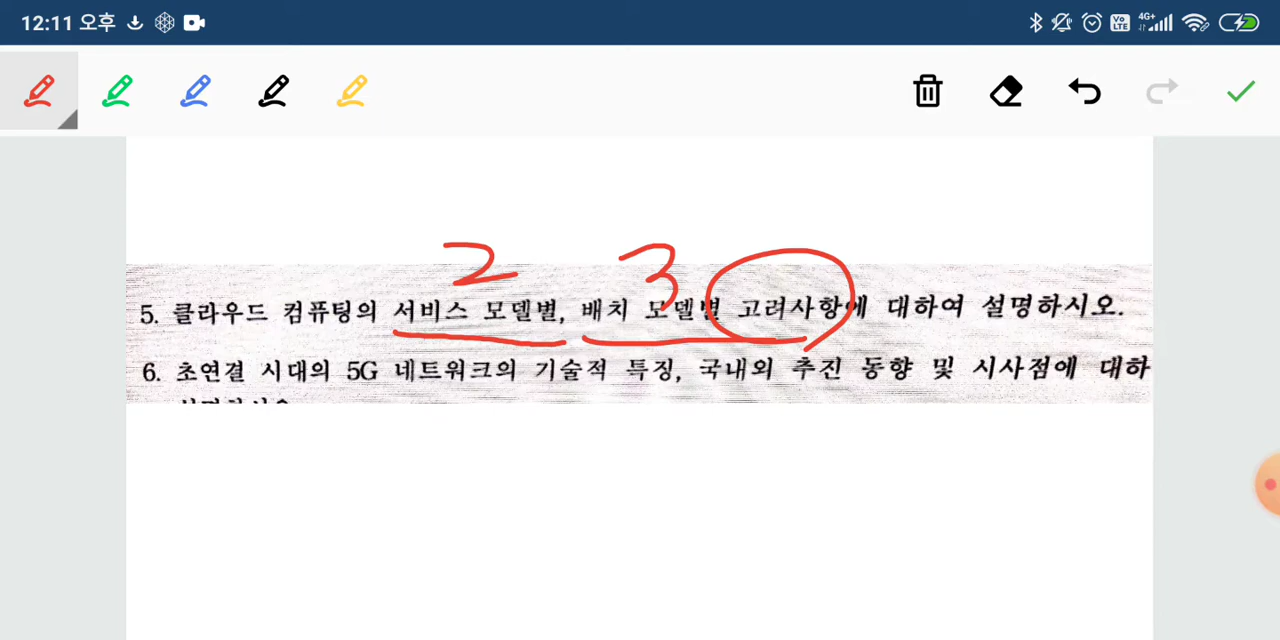 12:11 오후
Vo LTE 4G+
2 3
5. 클라우드 컴퓨팅의 서비스 모델별, 배치 모델별 고려사항에 대하여 설명하시오.
6. 초연결 시대의 5G 네트워크의 기술적 특징, 국내외 추진 동향 및 시사점에 대하